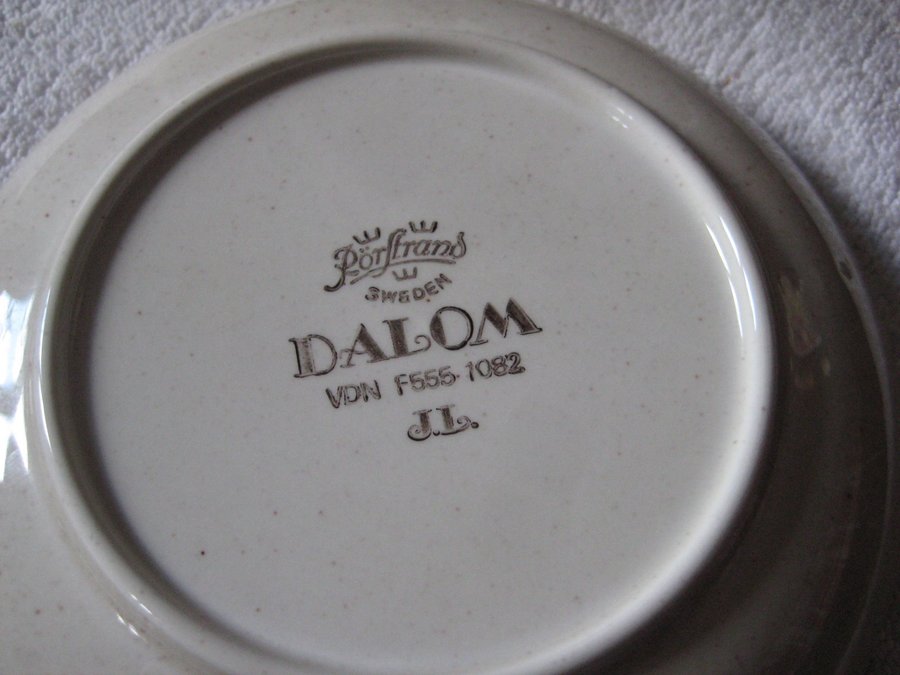 Rörstrand
SWEDEN
DALOM
VDN F555-1082
J.L.